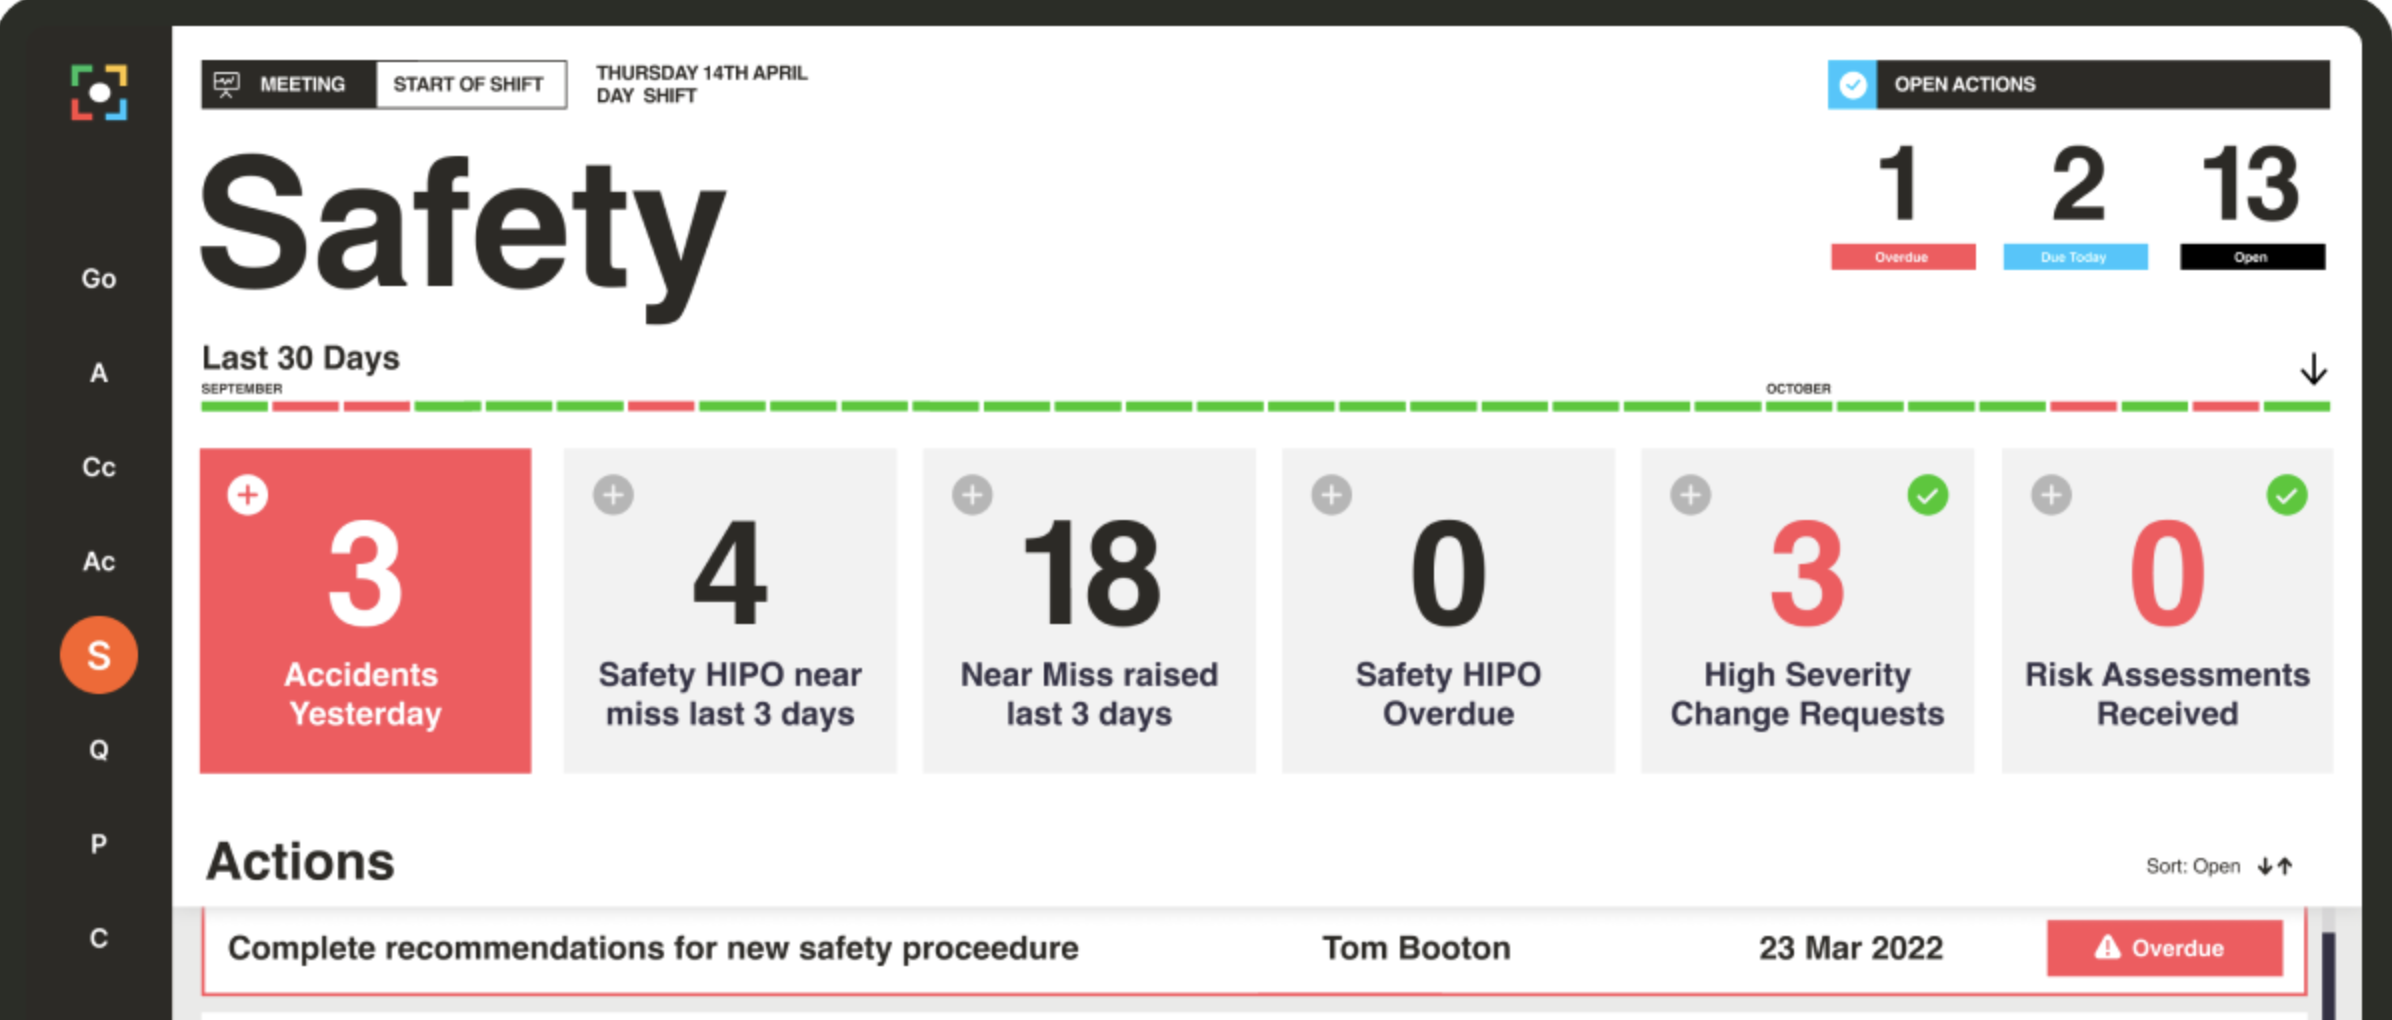 MEETING START OF SHIFT
THURSDAY 14TH APRIL
DAY SHIFT
OPEN ACTIONS
Safety
1 2 13
Overdue Due Today Open
Last 30 Days
SEPTEMBER OCTOBER
Go
A
Cc
Ac
S
Q
P
C
3
Accidents
Yesterday
4
Safety HIPO near
miss last 3 days
18
Near Miss raised
last 3 days
0
Safety HIPO
Overdue
3
High Severity
Change Requests
0
Risk Assessments
Received
Actions
Sort: Open
Complete recommendations for new safety proceedure Tom Booton 23 Mar 2022 Overdue